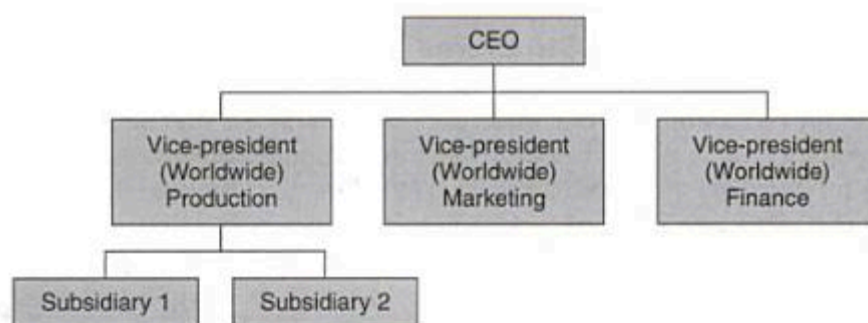 CEO
Vice-president
(Worldwide)
Production
Vice-president
(Worldwide)
Marketing
Vice-president
(Worldwide)
Finance
Subsidiary 1
Subsidiary 2